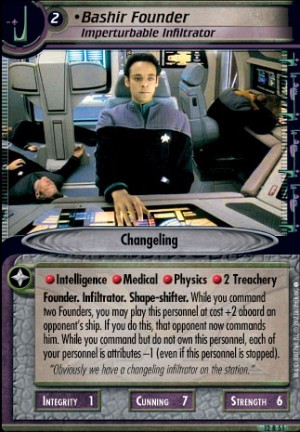 2
•Bashir Founder
Imperturbable Infiltrator
Changeling
Intelligence Medical Physics 2 Treachery
Founder. Infiltrator. Shape-shifter. While you command
two Founders, you may play this personnel at cost +2 aboard an
opponent's ship. If you do this, that opponent now commands
him. While you command but do not own this personnel, each of
your personnel is attributes –1 (even if this personnel is stopped).
"Obviously we have a changeling infiltrator on the station."
Integrity 1 Cunning 7 Strength 6